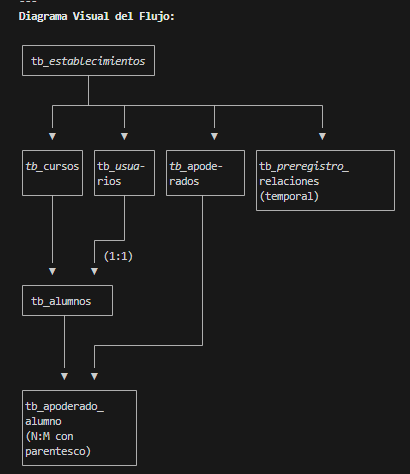 ---
Diagrama Visual del Flujo:
tb_establecimientos
tb_cursos
tb_usua-
rios
tb_apode-
rados
tb_preregistro_
relaciones
(temporal)
(1:1)
tb_alumnos
tb_apoderado_
alumno
(N:M con
parentesco)